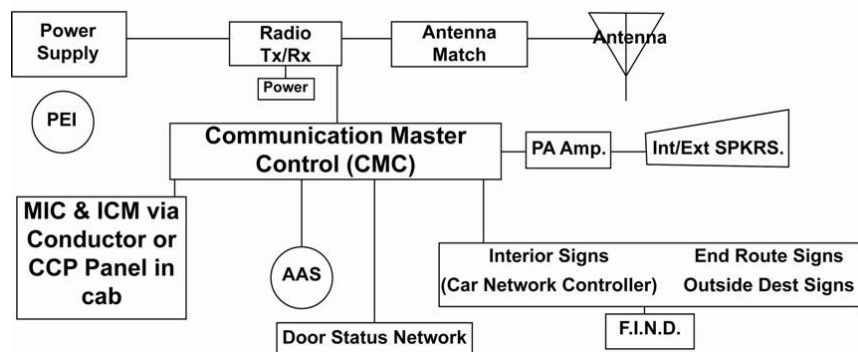 Power
Supply
Radio
Tx/Rx
Antenna
Match
Antenna
Power
PEI
Communication Master
Control (CMC)
PA Amp.
Int/Ext SPKRS.
MIC & ICM via
Conductor or
CCP Panel in
cab
AAS
Interior Signs
(Car Network Controller)
End Route Signs
Outside Dest Signs
Door Status Network
F.I.N.D.